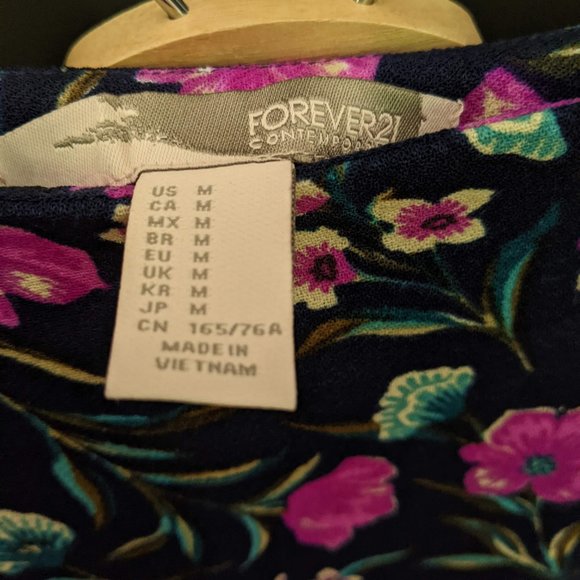 FOREVER21
US M
CA M
MX M
BR M
EU M
UK M
KR M
JP M
CN 165/76A
MADE IN
VIETNAM